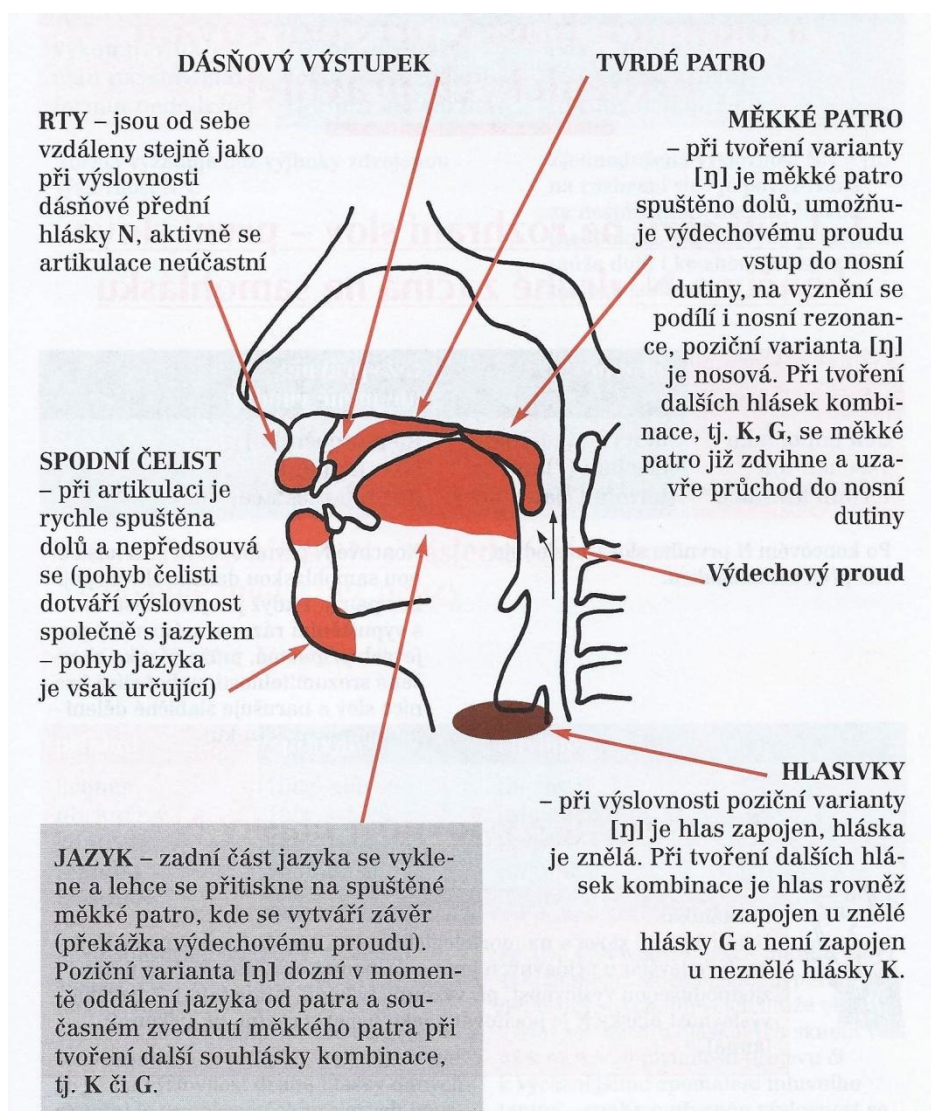 DÁSŇOVÝ VÝSTUPEK
TVRDÉ PATRO
RTY – jsou od sebe
vzdáleny stejně jako
při výslovnosti
dásňové přední
hlásky N, aktivně se
artikulace neúčastní
MĚKKÉ PATRO
– při tvoření varianty
[ŋ] je měkké patro
spuštěno dolů, umožňu-
je výdechovému proudu
vstup do nosní
dutiny, na vyznění se
podílí i nosní rezonan-
ce, poziční varianta [ŋ]
je nosová. Při tvoření
dalších hlásek kombi-
nace, tj. K, G, se měkké
patro již zdvihne a uza-
vře průchod do nosní
dutiny
SPODNÍ ČELIST
– při artikulaci je
rychle spuštěna
dolů a nepředsouvá
se (pohyb čelisti
dotváří výslovnost
společně s jazykem
– pohyb jazyka
je však určující)
Výdechový proud
HLASIVKY
– při výslovnosti poziční varianty
[ŋ] je hlas zapojen, hláska
je znělá. Při tvoření dalších hlá-
sek kombinace je hlas rovněž
zapojen u znělé
hlásky G a není zapojen
u neznělé hlásky K.
JAZYK – zadní část jazyka se vykle-
ne a lehce se přitiskne na spuštěné
měkké patro, kde se vytváří závěr
(překážka výdechovému proudu).
Poziční varianta [ŋ] dozní v momen-
tě oddálení jazyka od patra a sou-
časném zvednutí měkkého patra při
tvoření další souhlásky kombinace,
tj. K či G.